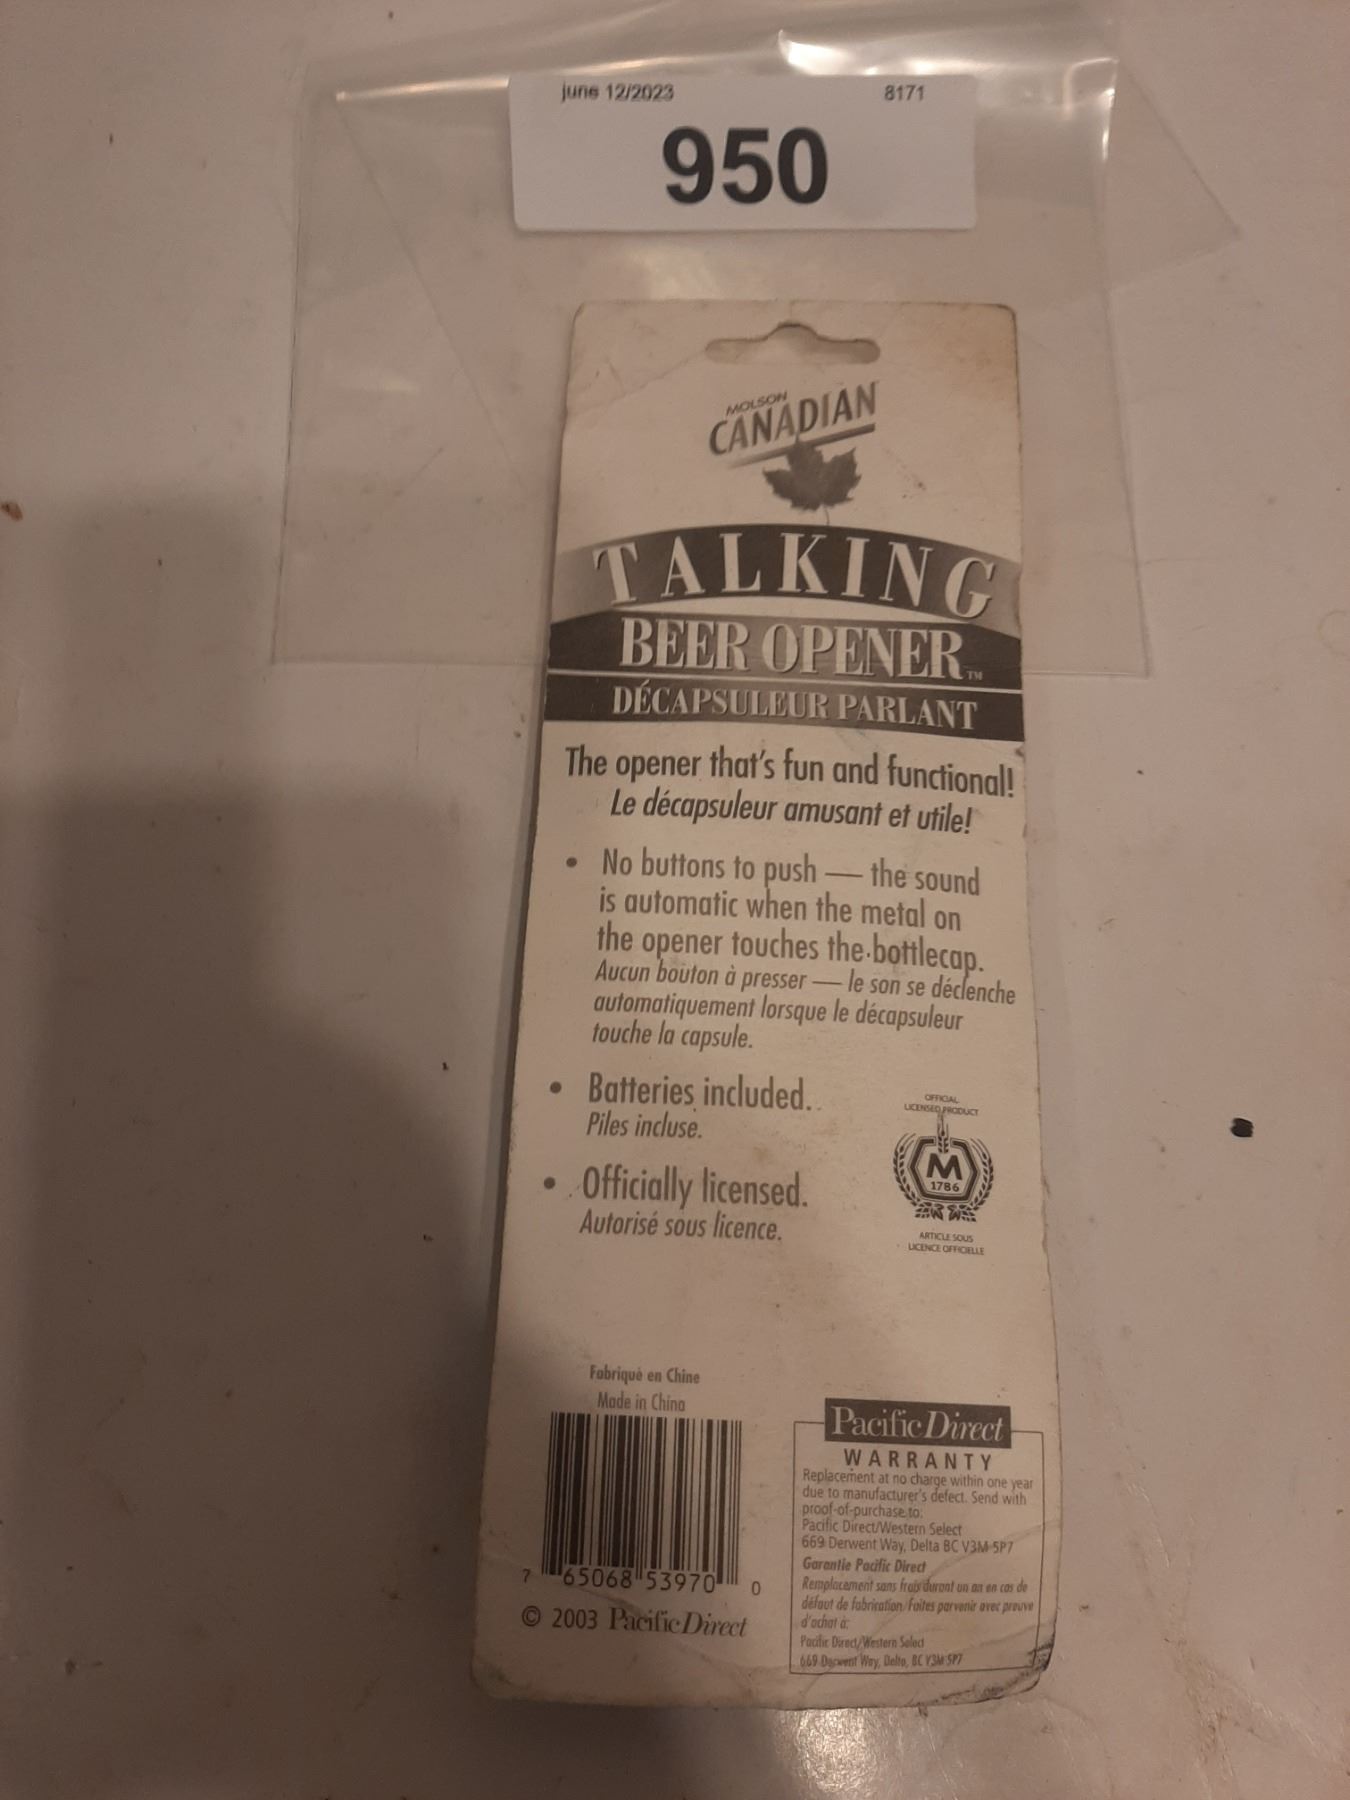 june 12/2023 8171
950
MOLSON
CANADIAN
TALKING
BEER OPENER™
DÉCAPSULEUR PARLANT
The opener that's fun and functional!
Le décapsuleur amusant et utile!
• No buttons to push — the sound
is automatic when the metal on
the opener touches the bottlecap.
Aucun bouton à presser — le son se déclenche
automatiquement lorsque le décapsuleur
touche la capsule.
• Batteries included.
Piles incluse.
• Officially licensed.
Autorisé sous licence.
OFFICIAL
LICENSED PRODUCT
M
1786
ARTICLE SOUS
LICENCE OFFICIELLE
Fabriqué en Chine
Made in China
7 65068 53970 0
© 2003 Pacific Direct
Pacific Direct
WARRANTY
Replacement at no charge within one year
due to manufacturer's defect. Send with
proof-of-purchase to:
Pacific Direct/Western Select
669 Derwent Way, Delta BC V3M 5P7
Garantie Pacific Direct
Remplacement sans frais durant un an en cas de
défaut de fabrication. Faites parvenir avec preuve
d'achat à:
Pacific Direct/Western Select
669 Derwent Way, Delta, BC V3M 5P7